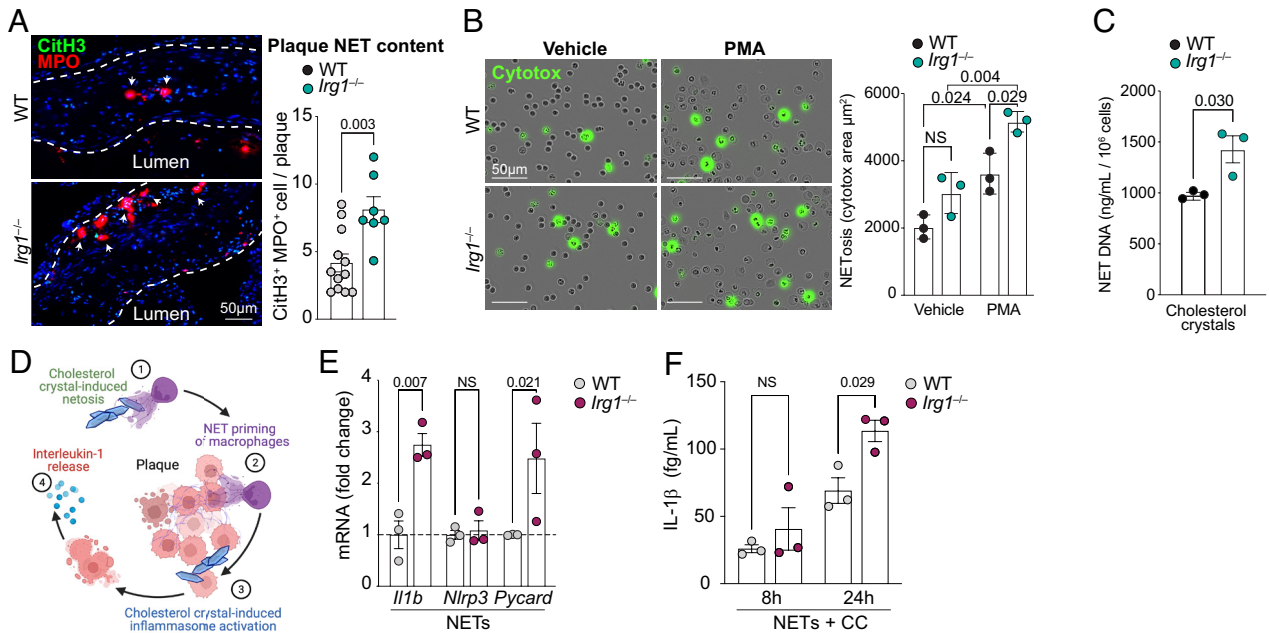 A
CitH3
MPO
WT
Lumen
Irg1–/–
Lumen
50µm
Plaque NET content
WT
Irg1–/–
CitH3+ MPO+ cell / plaque
15
10
5
0
0.003
B
Vehicle
PMA
Cytotox
WT
50µm
Irg1–/–
WT
Irg1–/–
NETosis (cytotox area µm2)
6000
4000
2000
0
0.004
0.024
0.029
NS
Vehicle
PMA
C
WT
Irg1–/–
NET DNA (ng/mL / 106 cells)
2000
1500
1000
500
0
0.030
Cholesterol
crystals
D
Cholesterol
crystal-induced
netosis
1
NET priming
of macrophages
2
Interleukin-1
release
4
Plaque
3
Cholesterol crystal-induced
inflammasome activation
E
WT
Irg1–/–
mRNA (fold change)
4
3
2
1
0
0.007
NS
0.021
Il1b
Nlrp3
Pycard
NETs
F
WT
Irg1–/–
IL-1β (fg/mL)
150
100
50
0
NS
0.029
8h
24h
NETs + CC